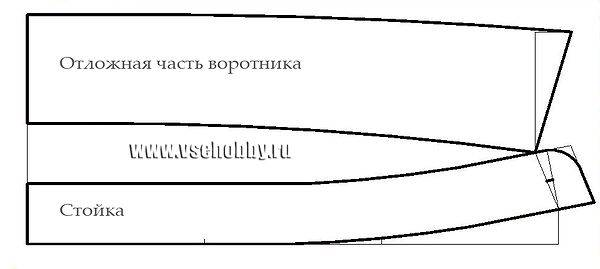 Отложная часть воротника
www.vsehobby.ru
Стойка